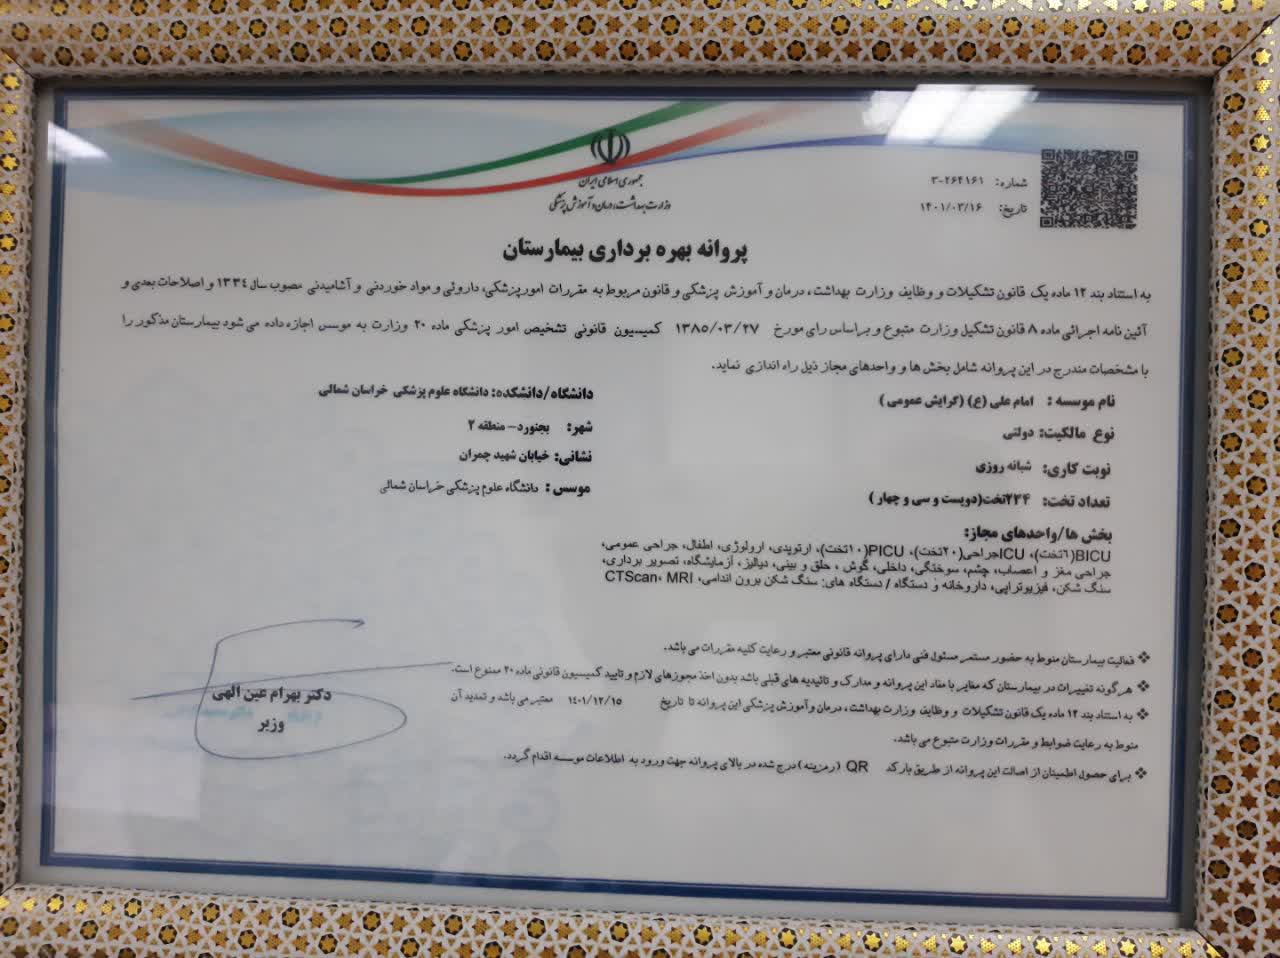 جمهوری اسلامی ایران
وزارت بهداشت، درمان و آموزش پزشکی
شماره: ۳-۲۶۴۱۶۱
تاریخ: ۱۴۰۱/۰۳/۱۶
پروانه بهره برداری بیمارستان
به استناد بند ۱۲ ماده یک قانون تشکیلات و وظایف وزارت بهداشت، درمان و آموزش پزشکی و قانون مربوط به مقررات امور پزشکی، داروئی و مواد خوردنی و آشامیدنی مصوب سال ۱۳۳۴ و اصلاحات بعدی و
آئین نامه اجرائی ماده ۸ قانون تشکیل وزارت متبوع و براساس رای مورخ ۱۳۸۵/۰۳/۲۷ کمیسیون قانونی تشخیص امور پزشکی ماده ۲۰ وزارت به موسس اجازه داده می شود بیمارستان مذکور را
با مشخصات مندرج در این پروانه شامل بخش ها و واحدهای مجاز ذیل راه اندازی نماید.
نام موسسه : امام علی (ع) (گرایش عمومی )
نوع مالکیت: دولتی
نوبت کاری: شبانه روزی
تعداد تخت: ۲۳۴تخت(دویست و سی و چهار )
دانشگاه/دانشکده: دانشگاه علوم پزشکی خراسان شمالی
شهر: بجنورد- منطقه ۲
نشانی: خیابان شهید چمران
موسس : دانشگاه علوم پزشکی خراسان شمالی
بخش ها/واحدهای مجاز:
BICU(۶تخت)، ICUجراحی(۲۰تخت)، PICU(۱۰تخت)، ارتوپدی، ارولوژی، اطفال، جراحی عمومی،
جراحی مغز و اعصاب، چشم، سوختگی، داخلی، گوش ، حلق و بینی، دیالیز، آزمایشگاه، تصویر برداری،
سنگ شکن، فیزیوتراپی، داروخانه و دستگاه / دستگاه های: سنگ شکن برون اندامی، CTScan، MRI
❖ فعالیت بیمارستان منوط به حضور مستمر مسئول فنی دارای پروانه قانونی معتبر و رعایت کلیه مقررات می باشد.
❖ هرگونه تغییرات در بیمارستان که مغایر با مفاد این پروانه و مدارک و تائیدیه های قبلی باشد بدون اخذ مجوزهای لازم و تایید کمیسیون قانونی ماده ۲۰ ممنوع است.
❖ به استناد بند ۱۲ ماده یک قانون تشکیلات و وظایف وزارت بهداشت، درمان و آموزش پزشکی این پروانه تا تاریخ ۱۴۰۱/۱۲/۱۵ معتبر می باشد و تمدید آن
منوط به رعایت ضوابط و مقررات وزارت متبوع می باشد.
❖ برای حصول اطمینان از اصالت این پروانه از طریق بارکد QR (رمزینه) درج شده در بالای پروانه جهت ورود به اطلاعات موسسه اقدام گردد.
دکتر بهرام عین الهی
وزیر